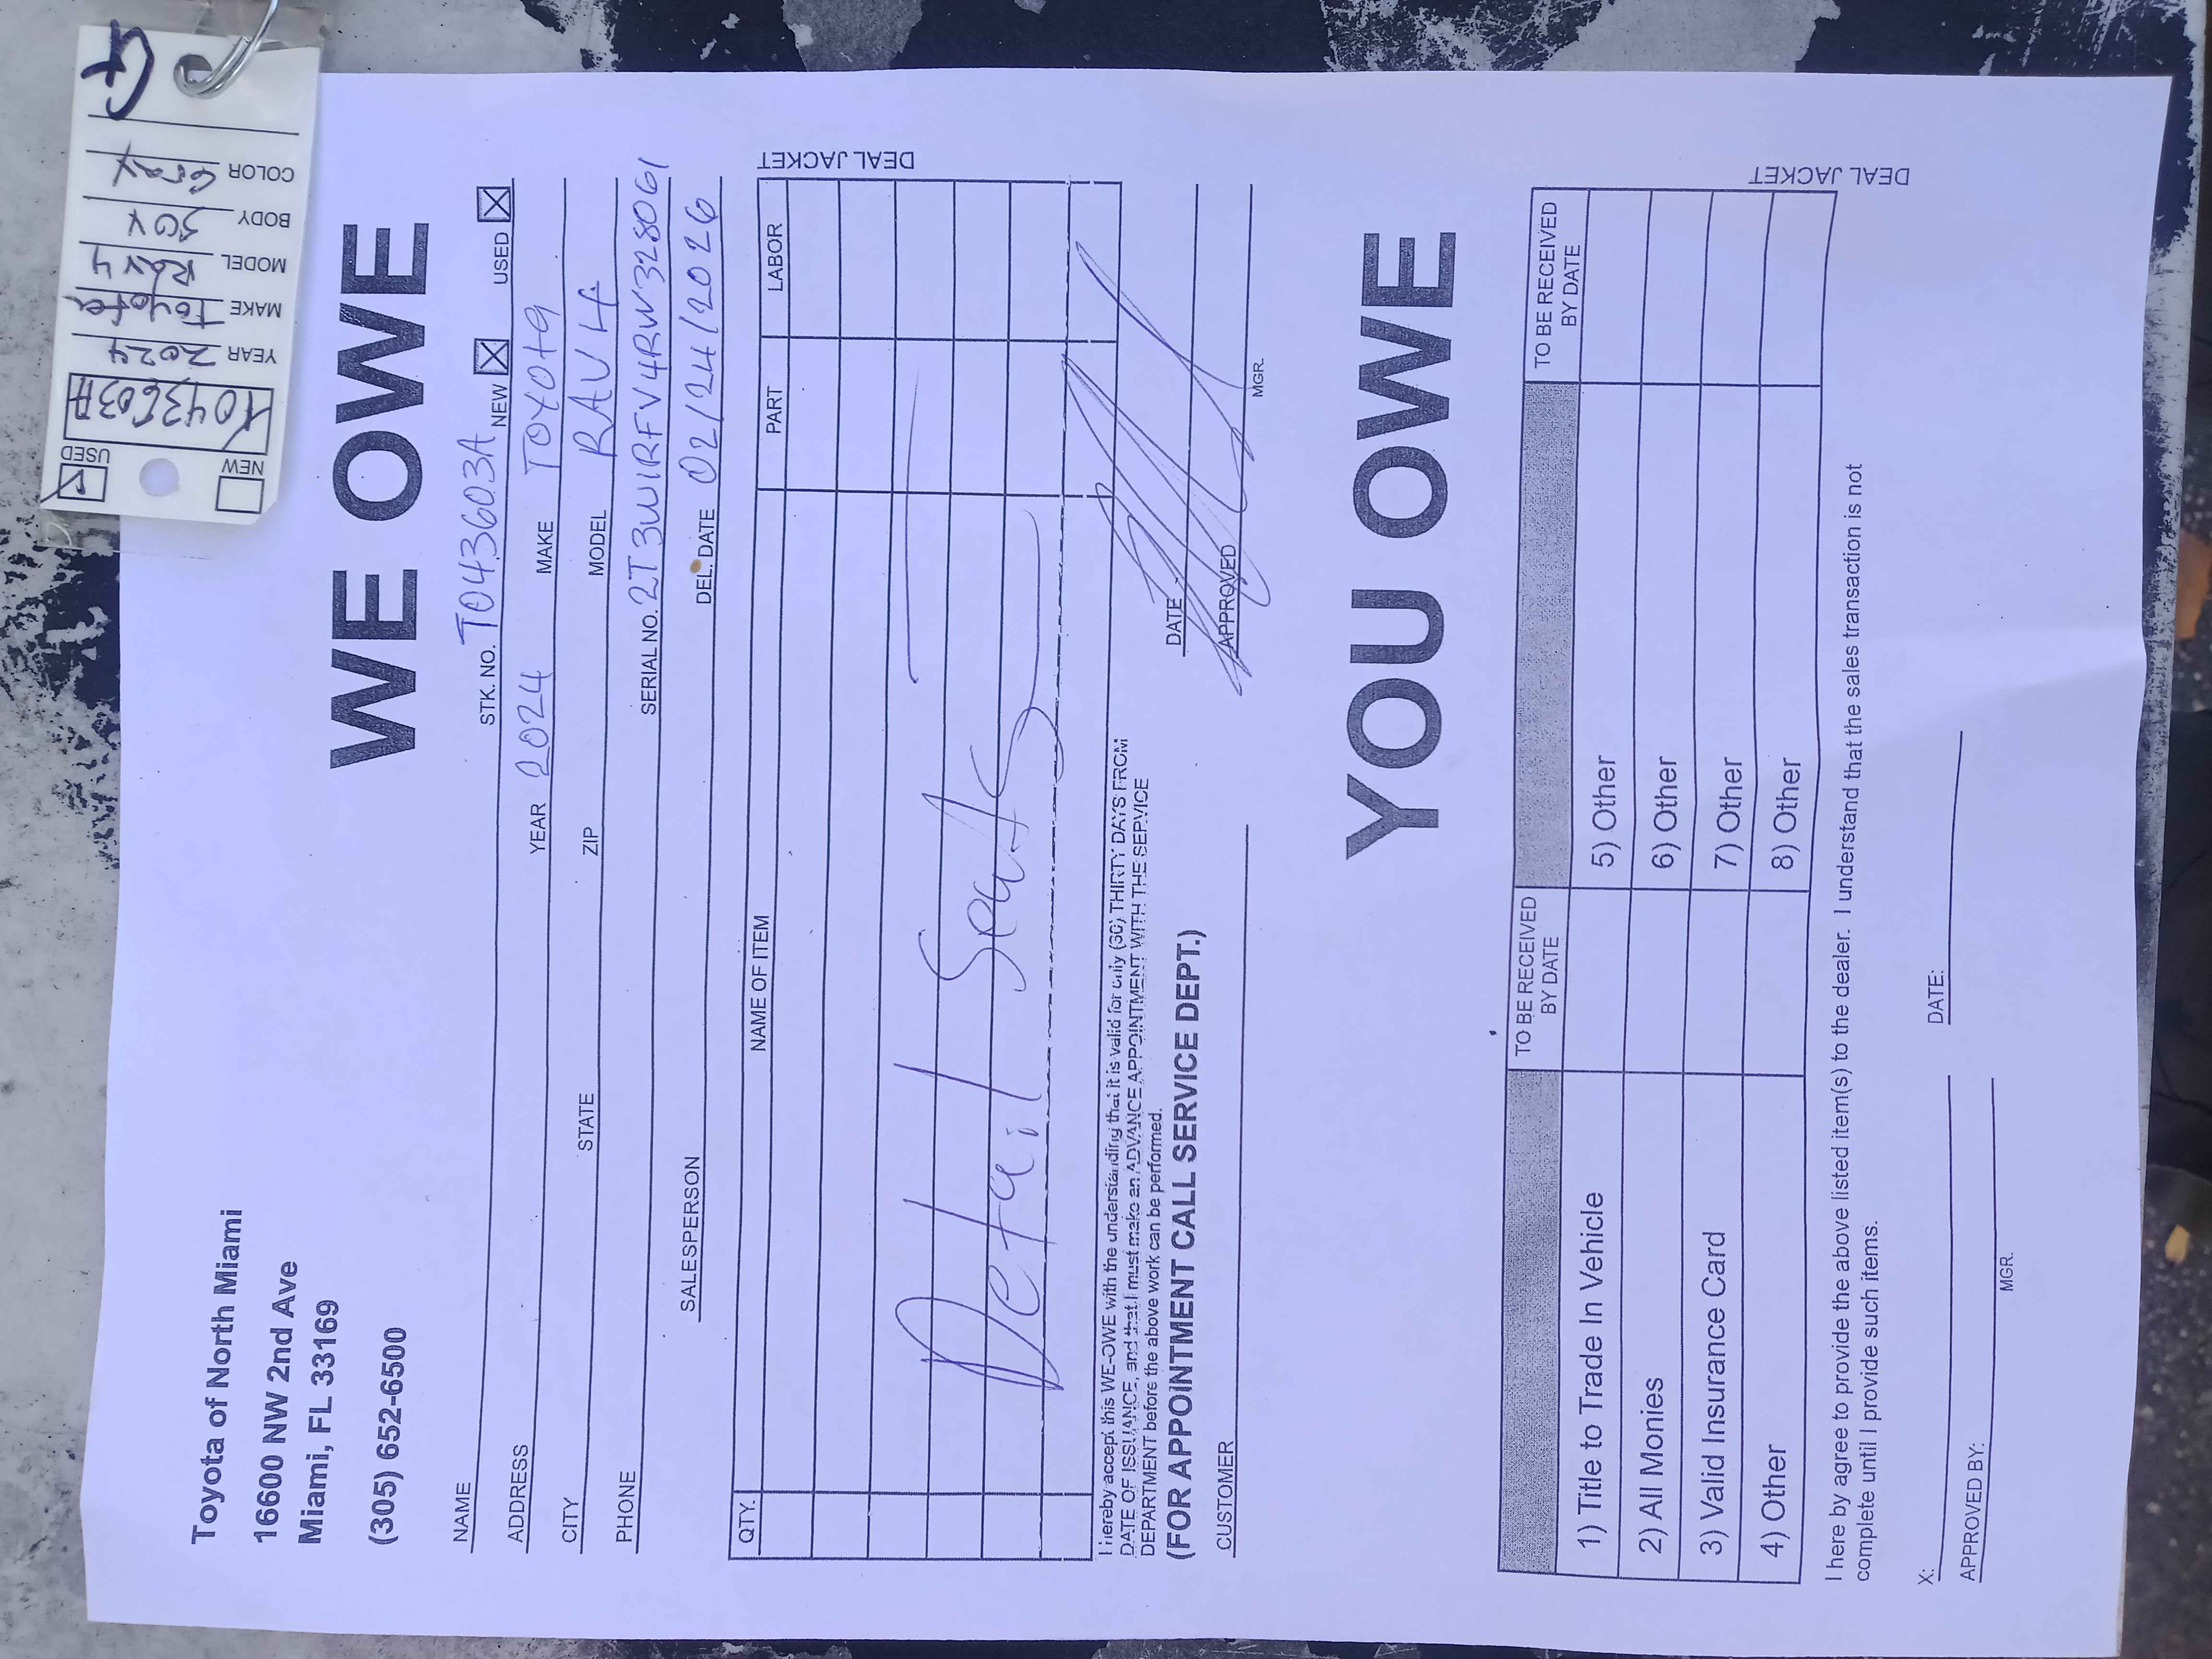 Toyota of North Miami
16600 NW 2nd Ave
Miami, FL 33169
(305) 652-6500
WE OWE
NAME STK. NO. T043603A NEW ☒ USED ☒
ADDRESS YEAR 2024 MAKE TOYOTA
CITY STATE ZIP MODEL RAV4
PHONE SERIAL NO. 2T3W1RFV4RW328061
SALESPERSON DEL. DATE 02/24/2026
QTY. NAME OF ITEM PART LABOR
DEAL JACKET
Detail Seats
I hereby accept this WE-OWE with the understanding that it is valid for only (30) THIRTY DAYS FROM
DATE OF ISSUANCE, and that I must make an ADVANCE APPOINTMENT WITH THE SERVICE
DEPARTMENT before the above work can be performed.
(FOR APPOINTMENT CALL SERVICE DEPT.)
DATE
CUSTOMER APPROVED
MGR.
YOU OWE
TO BE RECEIVED BY DATE TO BE RECEIVED BY DATE
1) Title to Trade In Vehicle 5) Other
2) All Monies 6) Other
3) Valid Insurance Card 7) Other
4) Other 8) Other
DEAL JACKET
I here by agree to provide the above listed item(s) to the dealer. I understand that the sales transaction is not
complete until I provide such items.
X: DATE:
APPROVED BY:
MGR.
NEW USED
T043603A
YEAR 2024
MAKE Toyota
MODEL Rav4
BODY
COLOR Gray